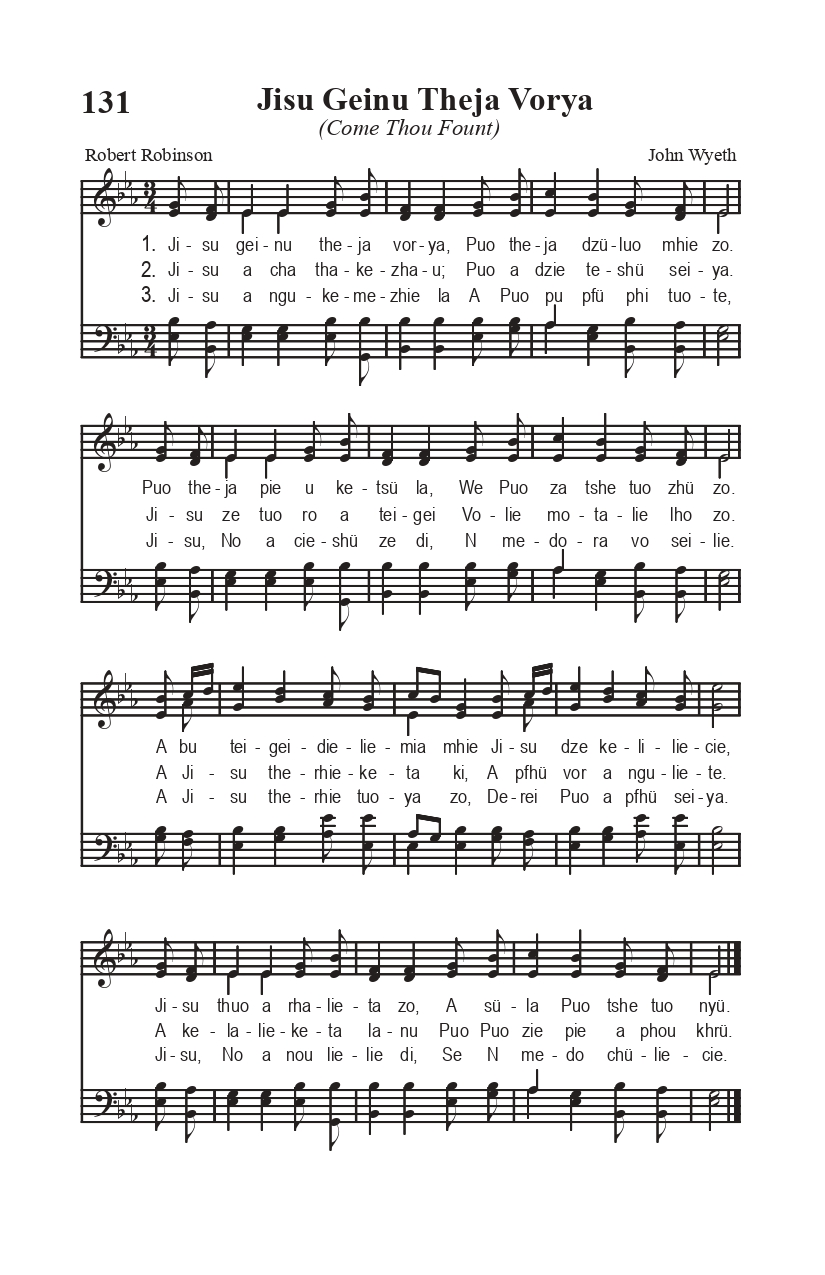 131
Jisu Geinu Theja Vorya
(Come Thou Fount)
Robert Robinson
John Wyeth
3
4
1. Ji - su gei - nu the - ja vor - ya, Puo the - ja dzü - luo mhie zo.
2. Ji - su a cha tha - ke - zha - u; Puo a dzie te - shü sei - ya.
3. Ji - su a ngu - ke - me - zhie la A Puo pu pfü phi tuo - te,
3
4
Puo the - ja pie u ke - tsü la, We Puo za tshe tuo zhü zo.
Ji - su ze tuo ro a tei - gei Vo - lie mo - ta - lie lho zo.
Ji - su, No a cie - shü ze di, N me - do - ra vo sei - lie.
A bu tei - gei - die - lie - mia mhie Ji - su dze ke - li - lie - cie,
A Ji - su the - rhie - ke - ta ki, A pfhü vor a ngu - lie - te.
A Ji - su the - rhie tuo - ya zo, De - rei Puo a pfhü sei - ya.
Ji - su thuo a rha - lie - ta zo, A sü - la Puo tshe tuo nyü.
A ke - la - lie - ke - ta la - nu Puo Puo zie pie a phou khrü.
Ji - su, No a nou lie - lie di, Se N me - do chü - lie - cie.